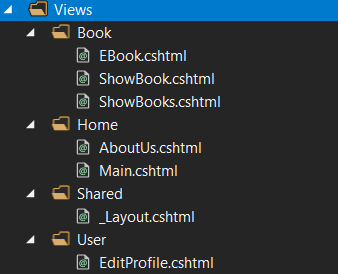 Views
Book
EBook.cshtml
ShowBook.cshtml
ShowBooks.cshtml
Home
AboutUs.cshtml
Main.cshtml
Shared
_Layout.cshtml
User
EditProfile.cshtml